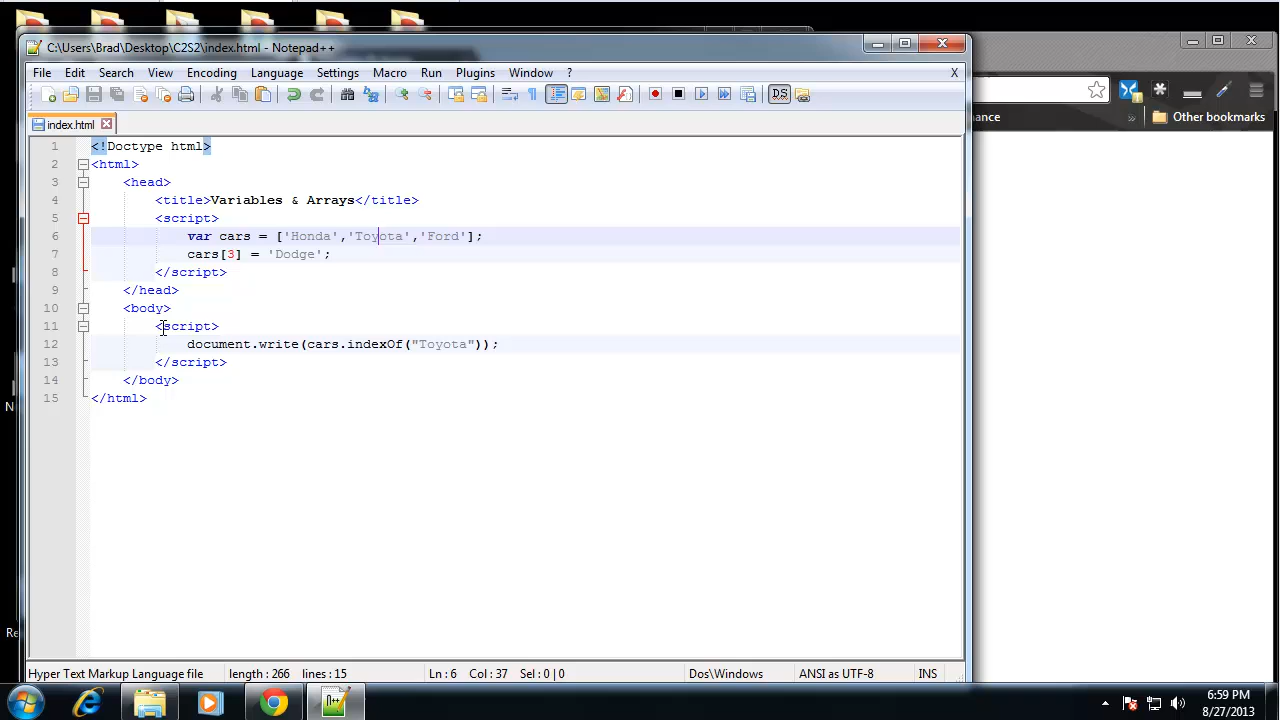 C:\Users\Brad\Desktop\C2S2\index.html - Notepad++
File Edit Search View Encoding Language Settings Macro Run Plugins Window ? X
index.html
nance » Other bookmarks
1 <!Doctype html>
2 <html>
3 <head>
4 <title>Variables & Arrays</title>
5 <script>
6 var cars = ['Honda','Toyota','Ford'];
7 cars[3] = 'Dodge';
8 </script>
9 </head>
10 <body>
11 <script>
12 document.write(cars.indexOf("Toyota"));
13 </script>
14 </body>
15 </html>
N
Re
Hyper Text Markup Language file length : 266 lines : 15 Ln : 6 Col : 37 Sel : 0 | 0 Dos\Windows ANSI as UTF-8 INS
6:59 PM
8/27/2013